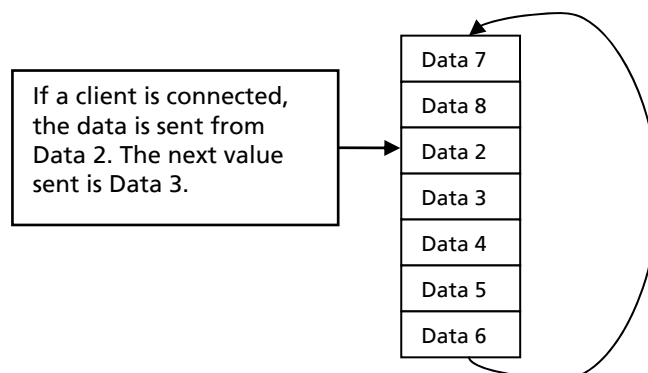 If a client is connected,
the data is sent from
Data 2. The next value
sent is Data 3.
Data 7
Data 8
Data 2
Data 3
Data 4
Data 5
Data 6